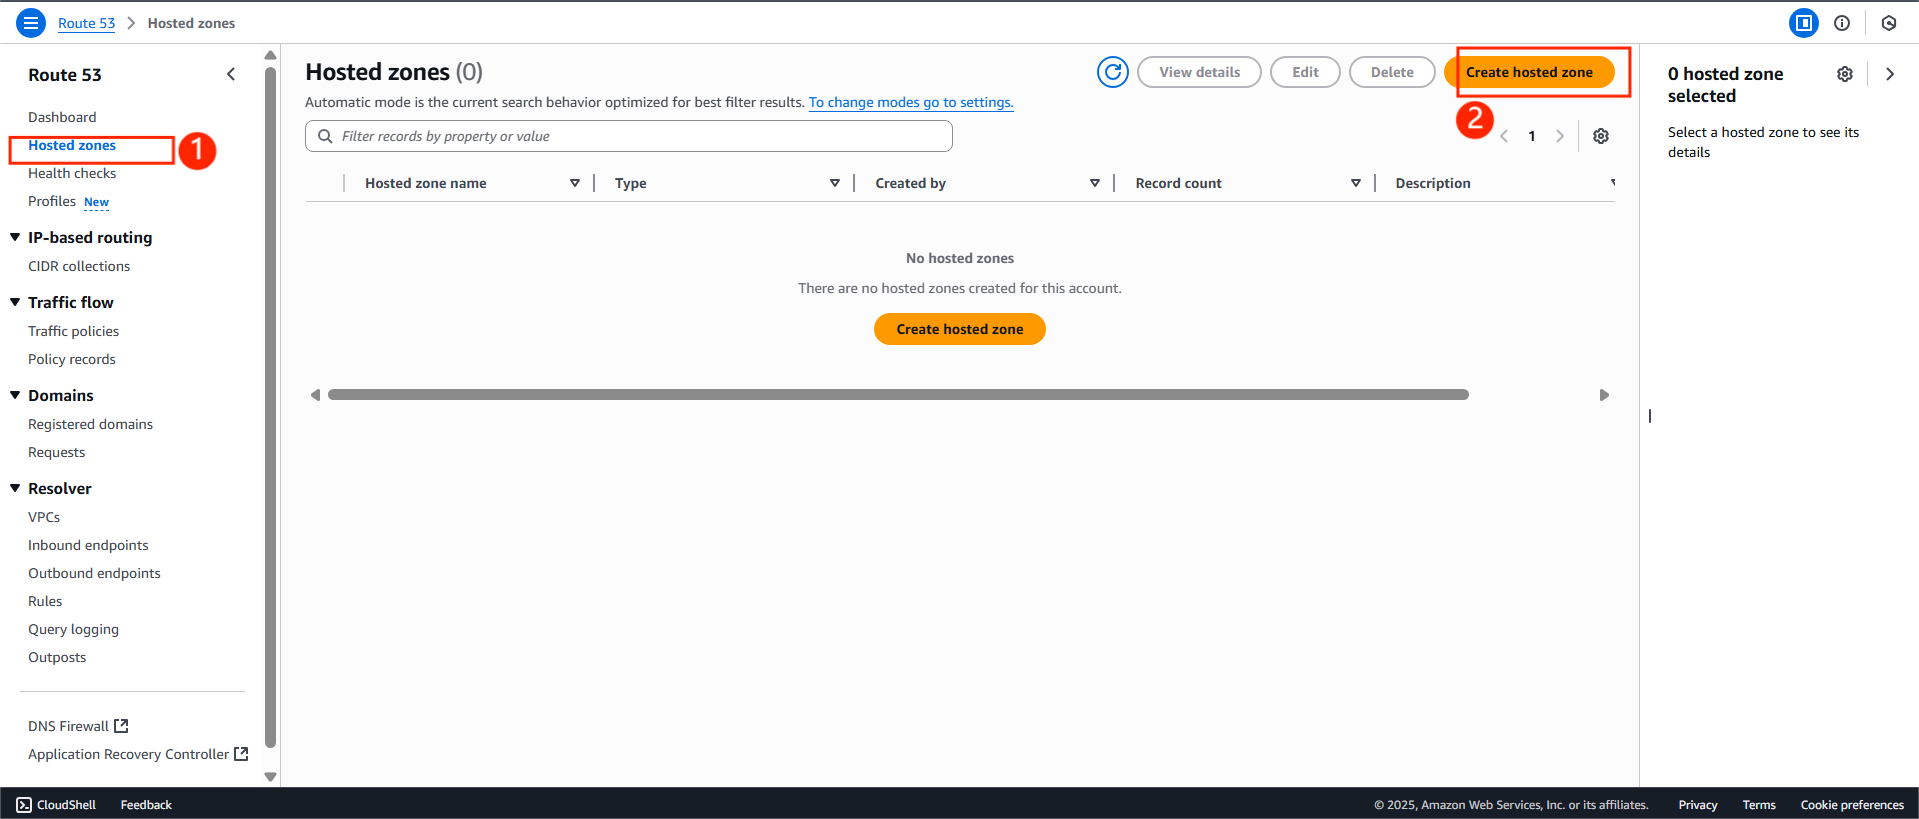 Route 53 > Hosted zones
Route 53
Dashboard
Hosted zones
1
Health checks
Profiles New
IP-based routing
CIDR collections
Traffic flow
Traffic policies
Policy records
Domains
Registered domains
Requests
Resolver
VPCs
Inbound endpoints
Outbound endpoints
Rules
Query logging
Outposts
DNS Firewall
Application Recovery Controller
Hosted zones (0)
View details
Edit
Delete
Create hosted zone
2
Automatic mode is the current search behavior optimized for best filter results. To change modes go to settings.
Filter records by property or value
1
Hosted zone name
Type
Created by
Record count
Description
No hosted zones
There are no hosted zones created for this account.
Create hosted zone
0 hosted zone
selected
Select a hosted zone to see its
details
CloudShell
Feedback
© 2025, Amazon Web Services, Inc. or its affiliates.
Privacy
Terms
Cookie preferences